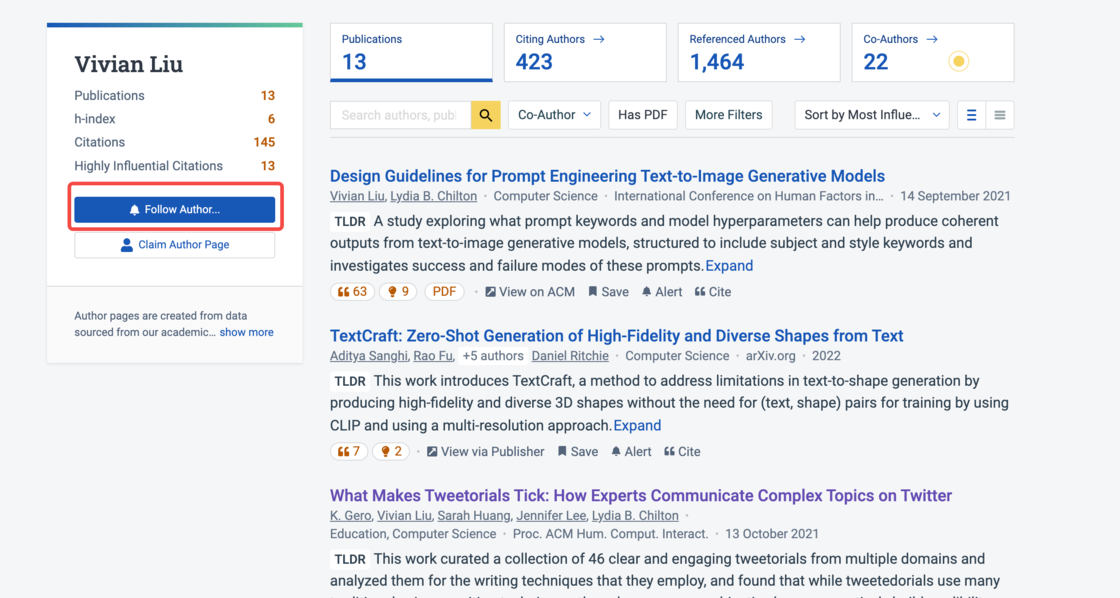 Vivian Liu
Publications 13
h-index 6
Citations 145
Highly Influential Citations 13
Follow Author...
Claim Author Page
Author pages are created from data
sourced from our academic... show more
Publications
13
Citing Authors →
423
Referenced Authors →
1,464
Co-Authors →
22
Search authors, publ
Co-Author
Has PDF
More Filters
Sort by Most Influe...
Design Guidelines for Prompt Engineering Text-to-Image Generative Models
Vivian Liu, Lydia B. Chilton · Computer Science · International Conference on Human Factors in... · 14 September 2021
TLDR A study exploring what prompt keywords and model hyperparameters can help produce coherent
outputs from text-to-image generative models, structured to include subject and style keywords and
investigates success and failure modes of these prompts. Expand
63 9 PDF · View on ACM Save Alert Cite
TextCraft: Zero-Shot Generation of High-Fidelity and Diverse Shapes from Text
Aditya Sanghi, Rao Fu, +5 authors Daniel Ritchie · Computer Science · arXiv.org · 2022
TLDR This work introduces TextCraft, a method to address limitations in text-to-shape generation by
producing high-fidelity and diverse 3D shapes without the need for (text, shape) pairs for training by using
CLIP and using a multi-resolution approach. Expand
7 2 · View via Publisher Save Alert Cite
What Makes Tweetorials Tick: How Experts Communicate Complex Topics on Twitter
K. Gero, Vivian Liu, Sarah Huang, Jennifer Lee, Lydia B. Chilton ·
Education, Computer Science · Proc. ACM Hum. Comput. Interact. · 13 October 2021
TLDR This work curated a collection of 46 clear and engaging tweetorials from multiple domains and
analyzed them for the writing techniques that they employ, and found that while tweetedorials use many